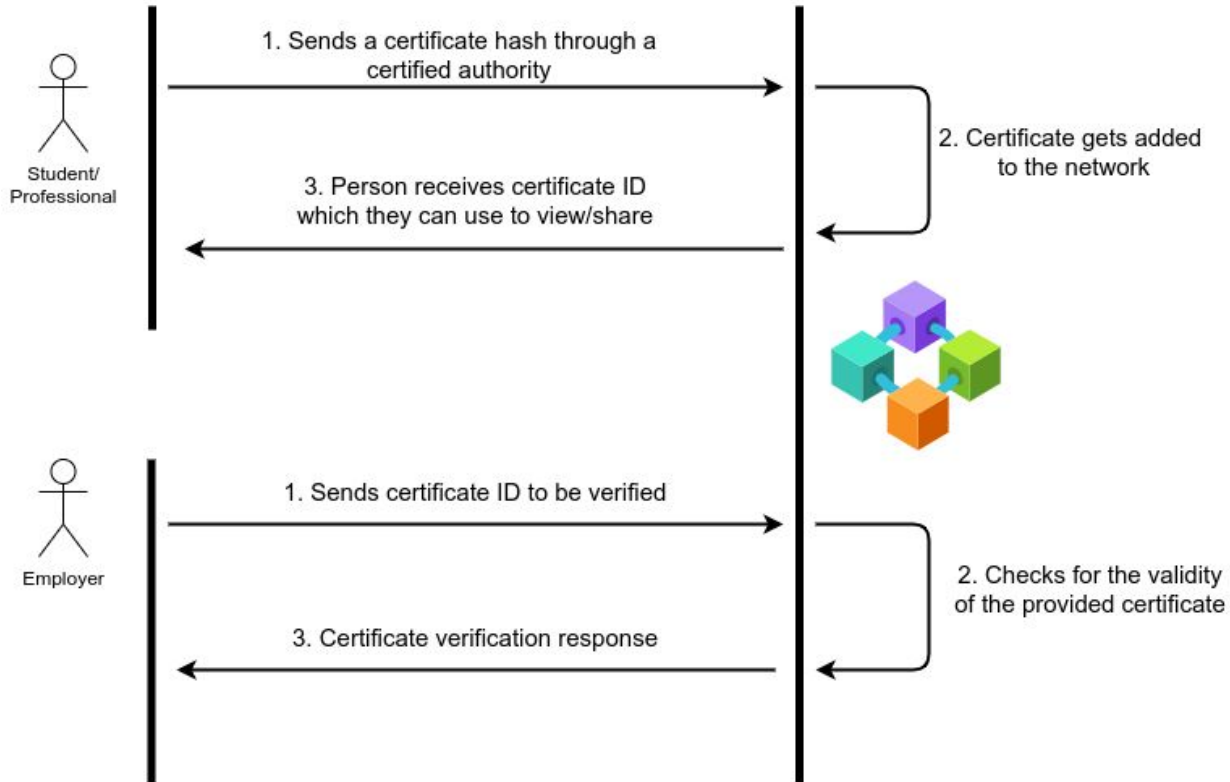 1. Sends a certificate hash through a
certified authority
Student/
Professional
2. Certificate gets added
to the network
3. Person receives certificate ID
which they can use to view/share
1. Sends certificate ID to be verified
Employer
2. Checks for the validity
of the provided certificate
3. Certificate verification response